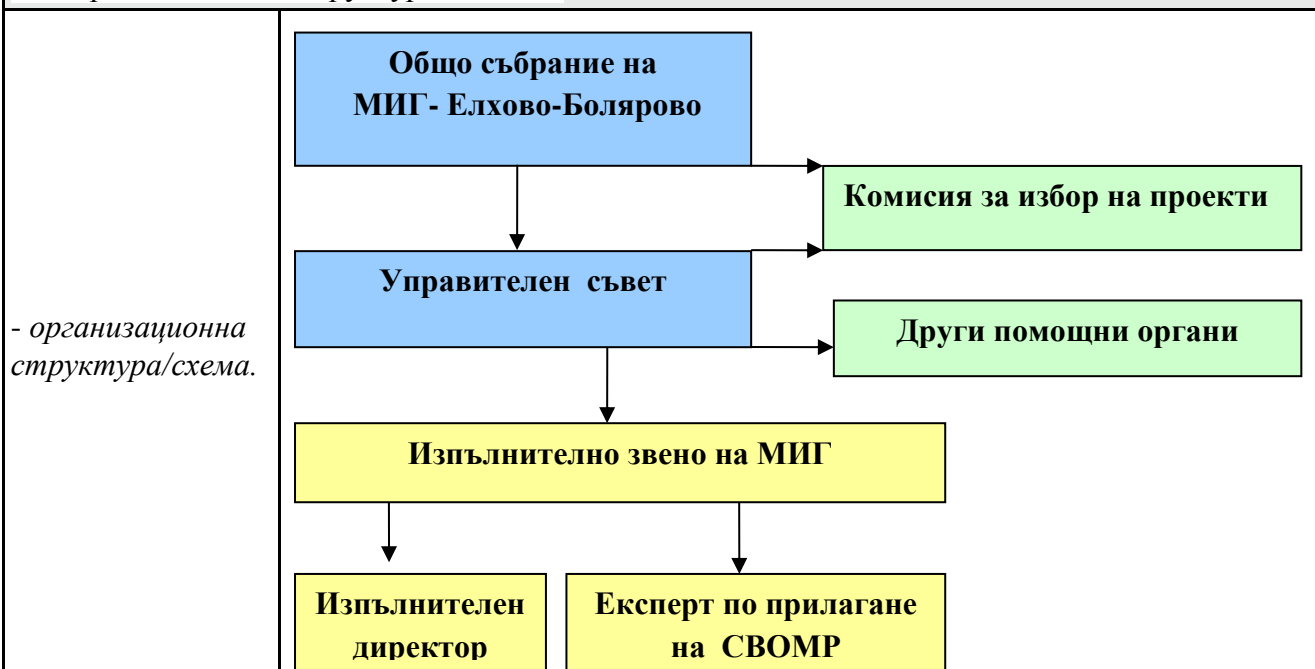 - организационна
структура/схема.
Общо събрание на
МИГ- Елхово-Болярово
Комисия за избор на проекти
Управителен съвет
Други помощни органи
Изпълнително звено на МИГ
Изпълнителен
директор
Експерт по прилагане
на СВОМР